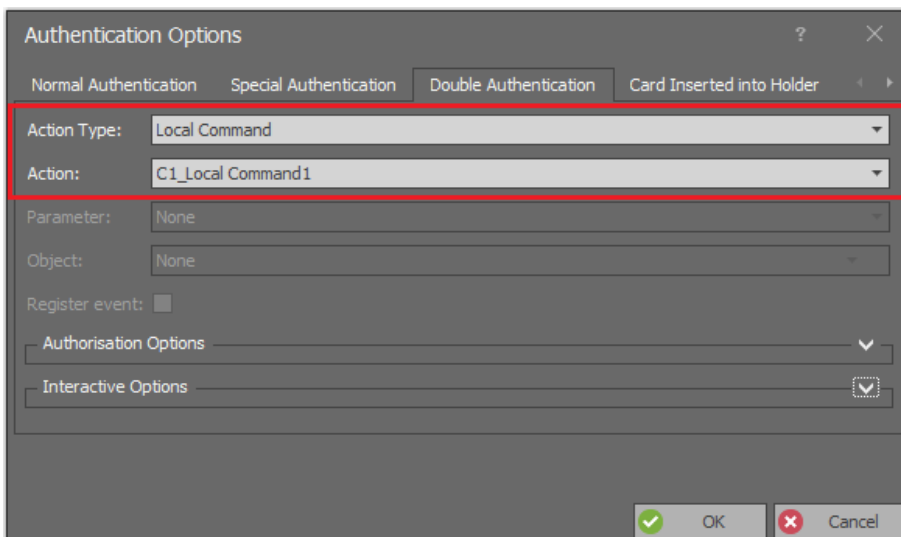 Authentication Options ?
Normal Authentication Special Authentication Double Authentication Card Inserted into Holder
Action Type: Local Command
Action: C1_Local Command1
Parameter: None
Object: None
Register event:
Authorisation Options
Interactive Options
OK Cancel